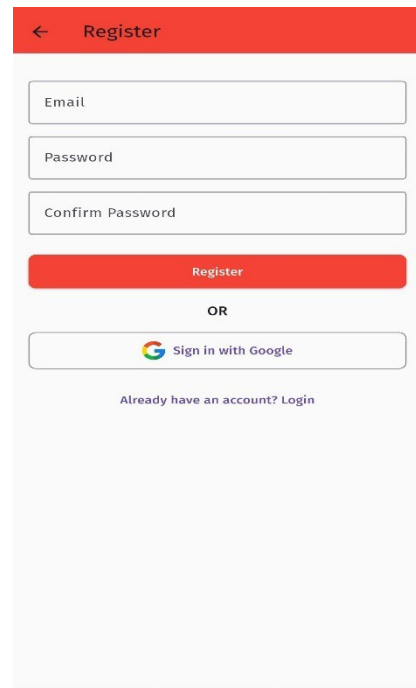 Register
Email
Password
Confirm Password
Register
OR
Sign in with Google
Already have an account? Login